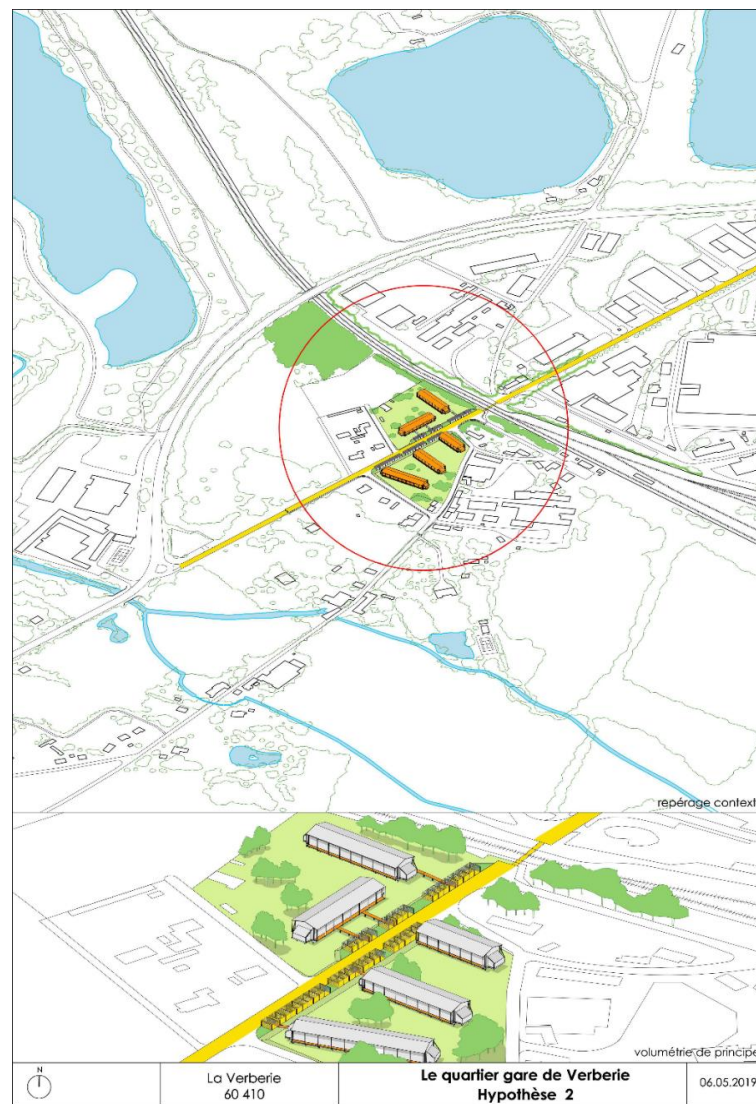 repérage context
volumétrie de principe
N
La Verberie
60 410
Le quartier gare de Verberie
Hypothèse 2
06.05.2019